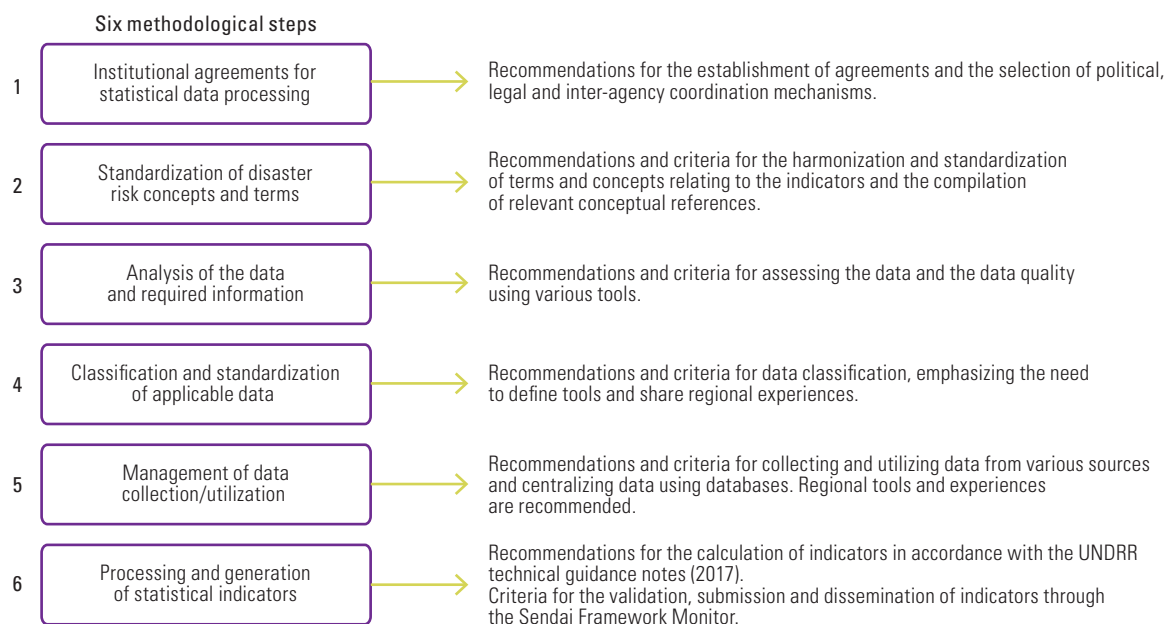 Six methodological steps
1
Institutional agreements for
statistical data processing
Recommendations for the establishment of agreements and the selection of political,
legal and inter-agency coordination mechanisms.
2
Standardization of disaster
risk concepts and terms
Recommendations and criteria for the harmonization and standardization
of terms and concepts relating to the indicators and the compilation
of relevant conceptual references.
3
Analysis of the data
and required information
Recommendations and criteria for assessing the data and the data quality
using various tools.
4
Classification and standardization
of applicable data
Recommendations and criteria for data classification, emphasizing the need
to define tools and share regional experiences.
5
Management of data
collection/utilization
Recommendations and criteria for collecting and utilizing data from various sources
and centralizing data using databases. Regional tools and experiences
are recommended.
6
Processing and generation
of statistical indicators
Recommendations for the calculation of indicators in accordance with the UNDRR
technical guidance notes (2017).
Criteria for the validation, submission and dissemination of indicators through
the Sendai Framework Monitor.